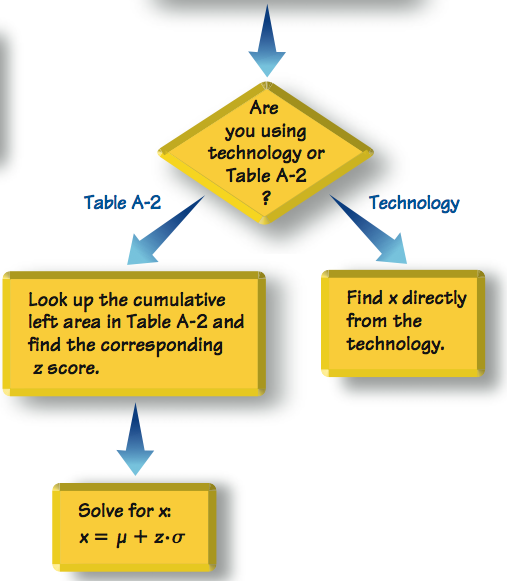 Are
you using
technology or
Table A-2
?
Table A-2
Technology
Look up the cumulative
left area in Table A-2 and
find the corresponding
z score.
Find x directly
from the
technology.
Solve for x:
x = μ + z·σ